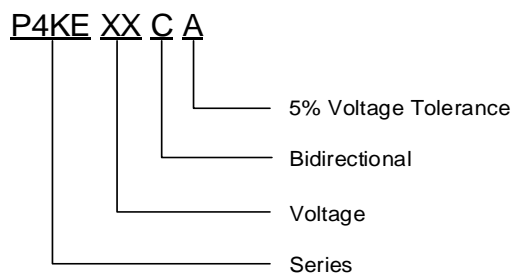 P4KE XX C A
5% Voltage Tolerance
Bidirectional
Voltage
Series